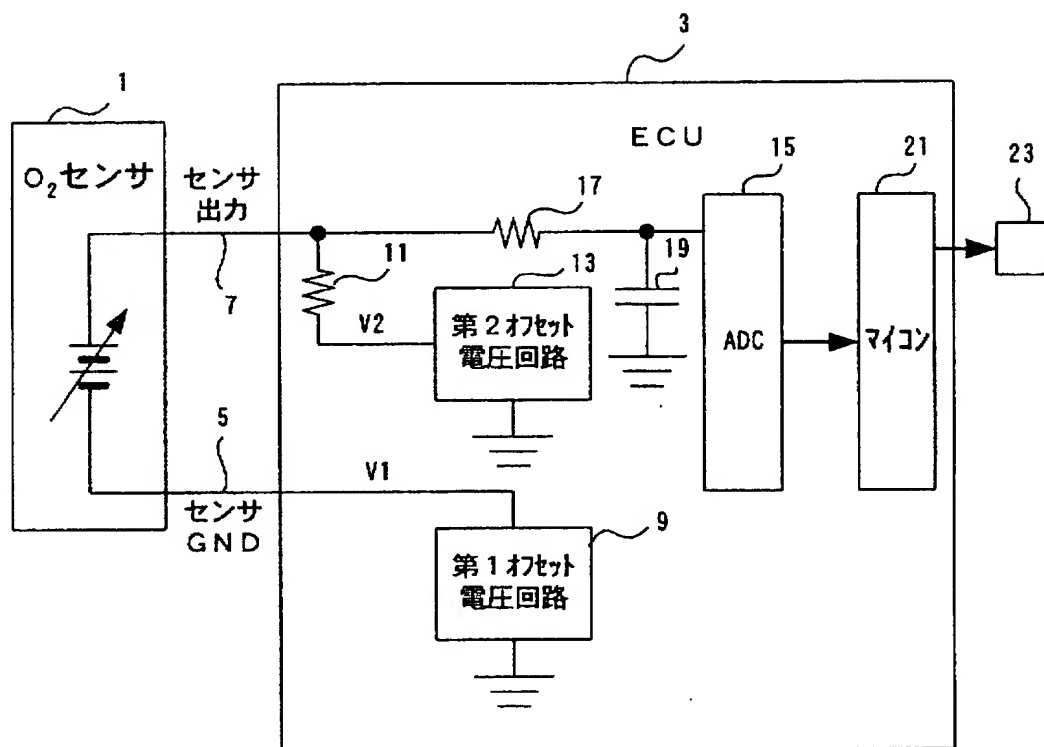 3
1
ECU
O₂センサ
センサ
出力
7
17
15
21
23
11
13
19
V2
第2オフセット
電圧回路
ADC
マイコン
5
V1
センサ
GND
9
第1オフセット
電圧回路